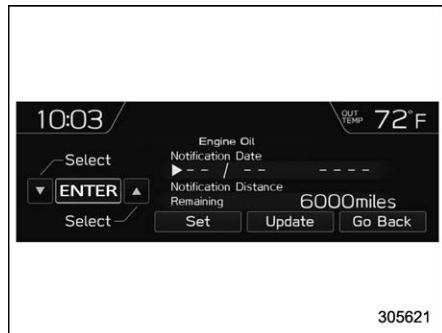 10:03
OUT TEMP 72°F
Engine Oil
Select
Notification Date
▶-- / -- ----
▼ ENTER ▲
Notification Distance
Remaining 6000miles
Select
Set Update Go Back
305621